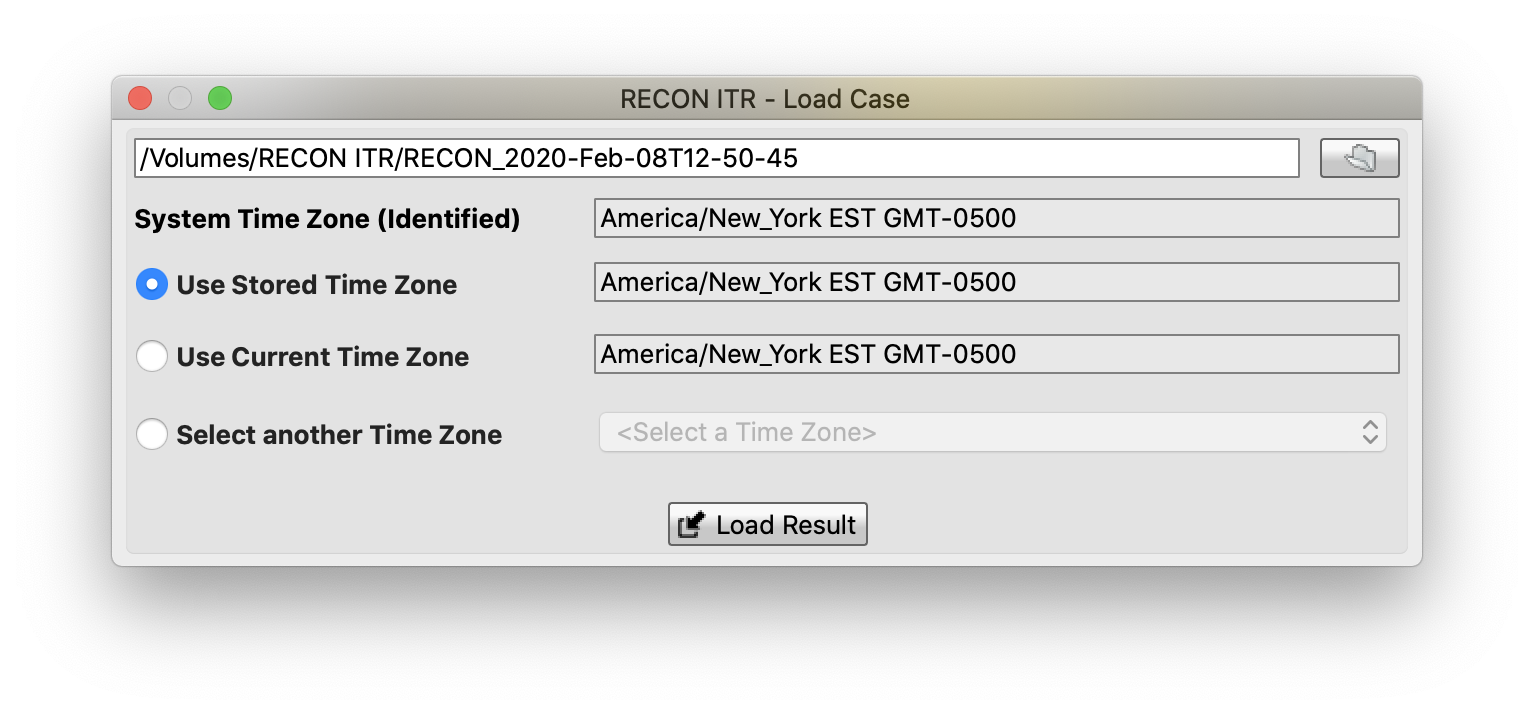 RECON ITR - Load Case
/Volumes/RECON ITR/RECON_2020-Feb-08T12-50-45
System Time Zone (Identified) America/New_York EST GMT-0500
Use Stored Time Zone America/New_York EST GMT-0500
Use Current Time Zone America/New_York EST GMT-0500
Select another Time Zone <Select a Time Zone>
Load Result